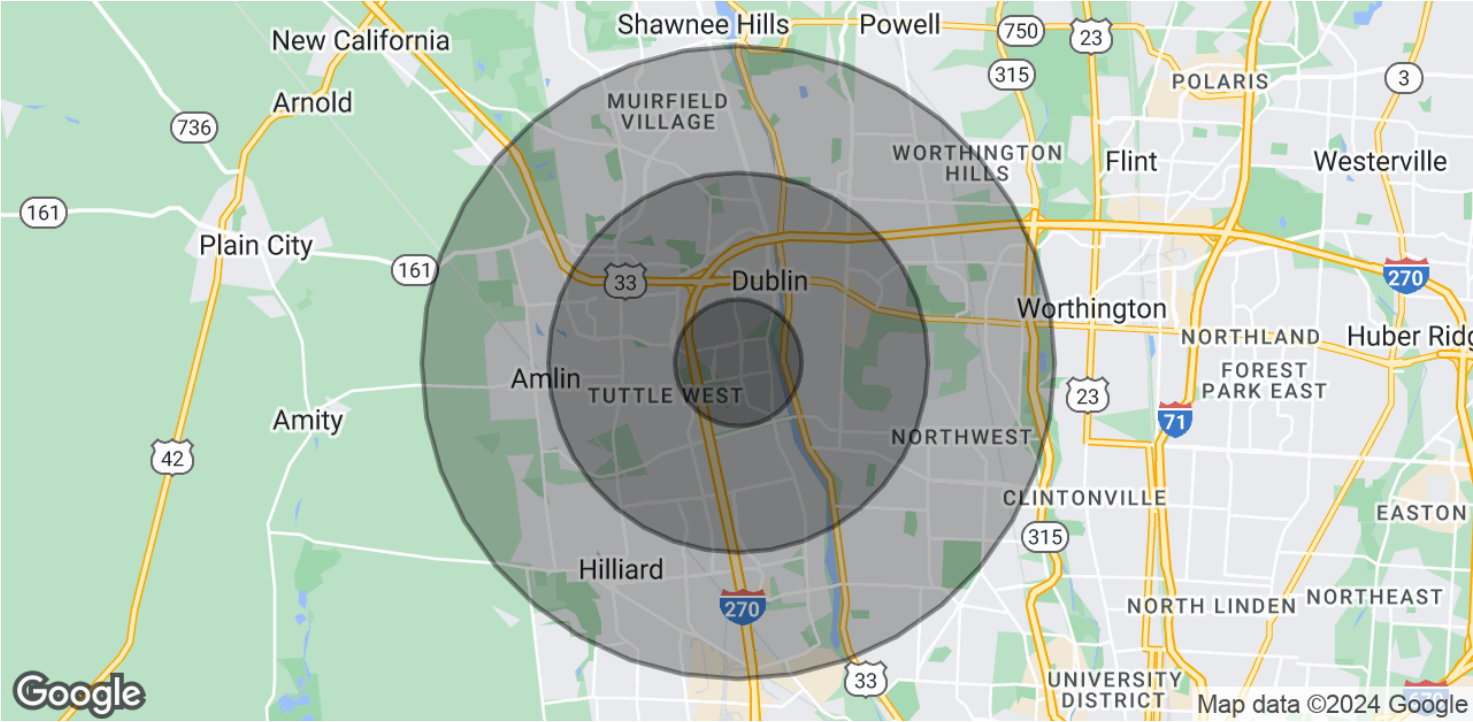 Shawnee Hills
Powell
750
23
New California
315
POLARIS
3
Arnold
MUIRFIELD
VILLAGE
736
WORTHINGTON
HILLS
Flint
Westerville
161
Plain City
161
33
Dublin
270
Worthington
NORTHLAND
Huber Ridg
Amlin
TUTTLE WEST
FOREST
PARK EAST
23
Amity
71
NORTHWEST
42
CLINTONVILLE
EASTON
315
Hilliard
270
NORTH LINDEN
NORTHEAST
33
UNIVERSITY
DISTRICT
670
Google
Map data ©2024 Google